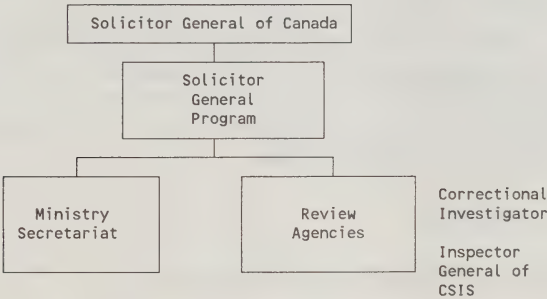 Solicitor General of Canada
Solicitor
General
Program
Ministry
Secretariat
Review
Agencies
Correctional
Investigator
Inspector
General of
CSIS